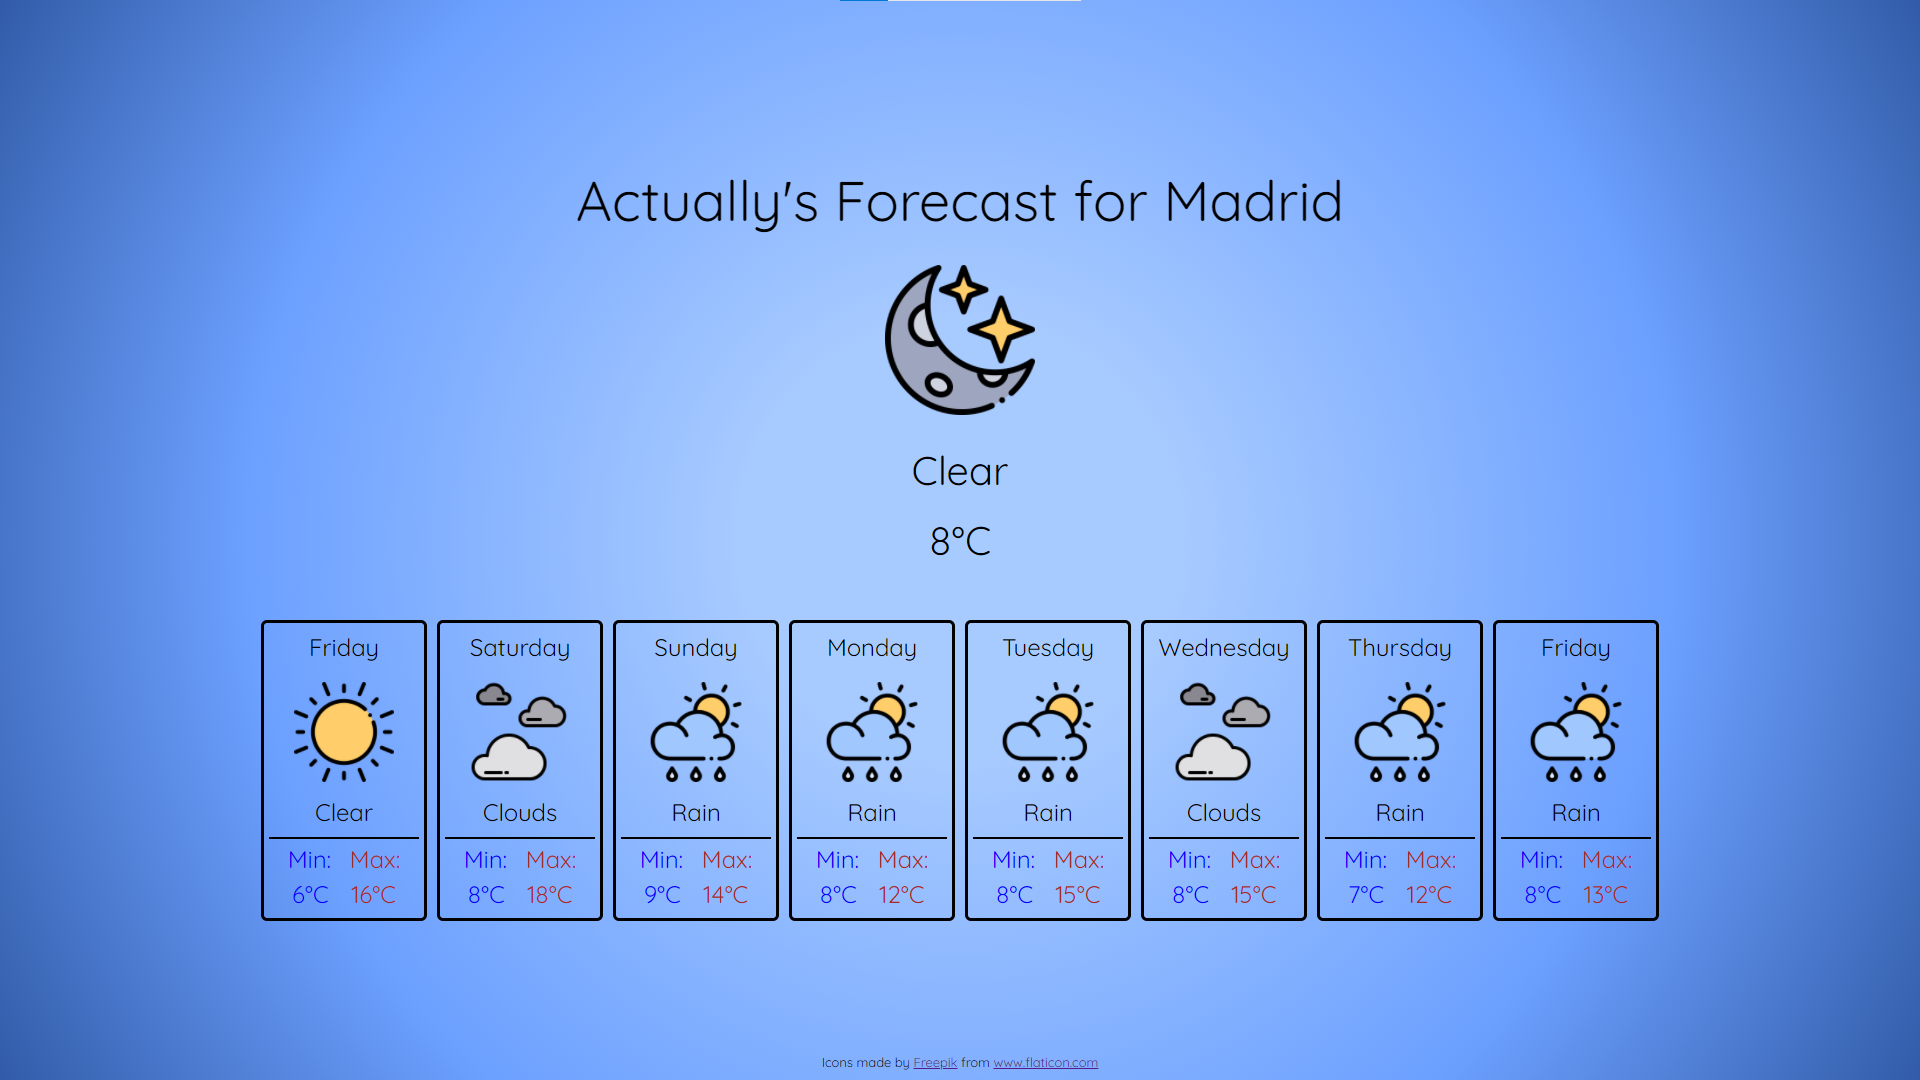 Actually's Forecast for Madrid
Clear
8°C
Friday
Clear
Min: Max:
6°C 16°C
Saturday
Clouds
Min: Max:
8°C 18°C
Sunday
Rain
Min: Max:
9°C 14°C
Monday
Rain
Min: Max:
8°C 12°C
Tuesday
Rain
Min: Max:
8°C 15°C
Wednesday
Clouds
Min: Max:
8°C 15°C
Thursday
Rain
Min: Max:
7°C 12°C
Friday
Rain
Min: Max:
8°C 13°C
Icons made by Freepik from www.flaticon.com